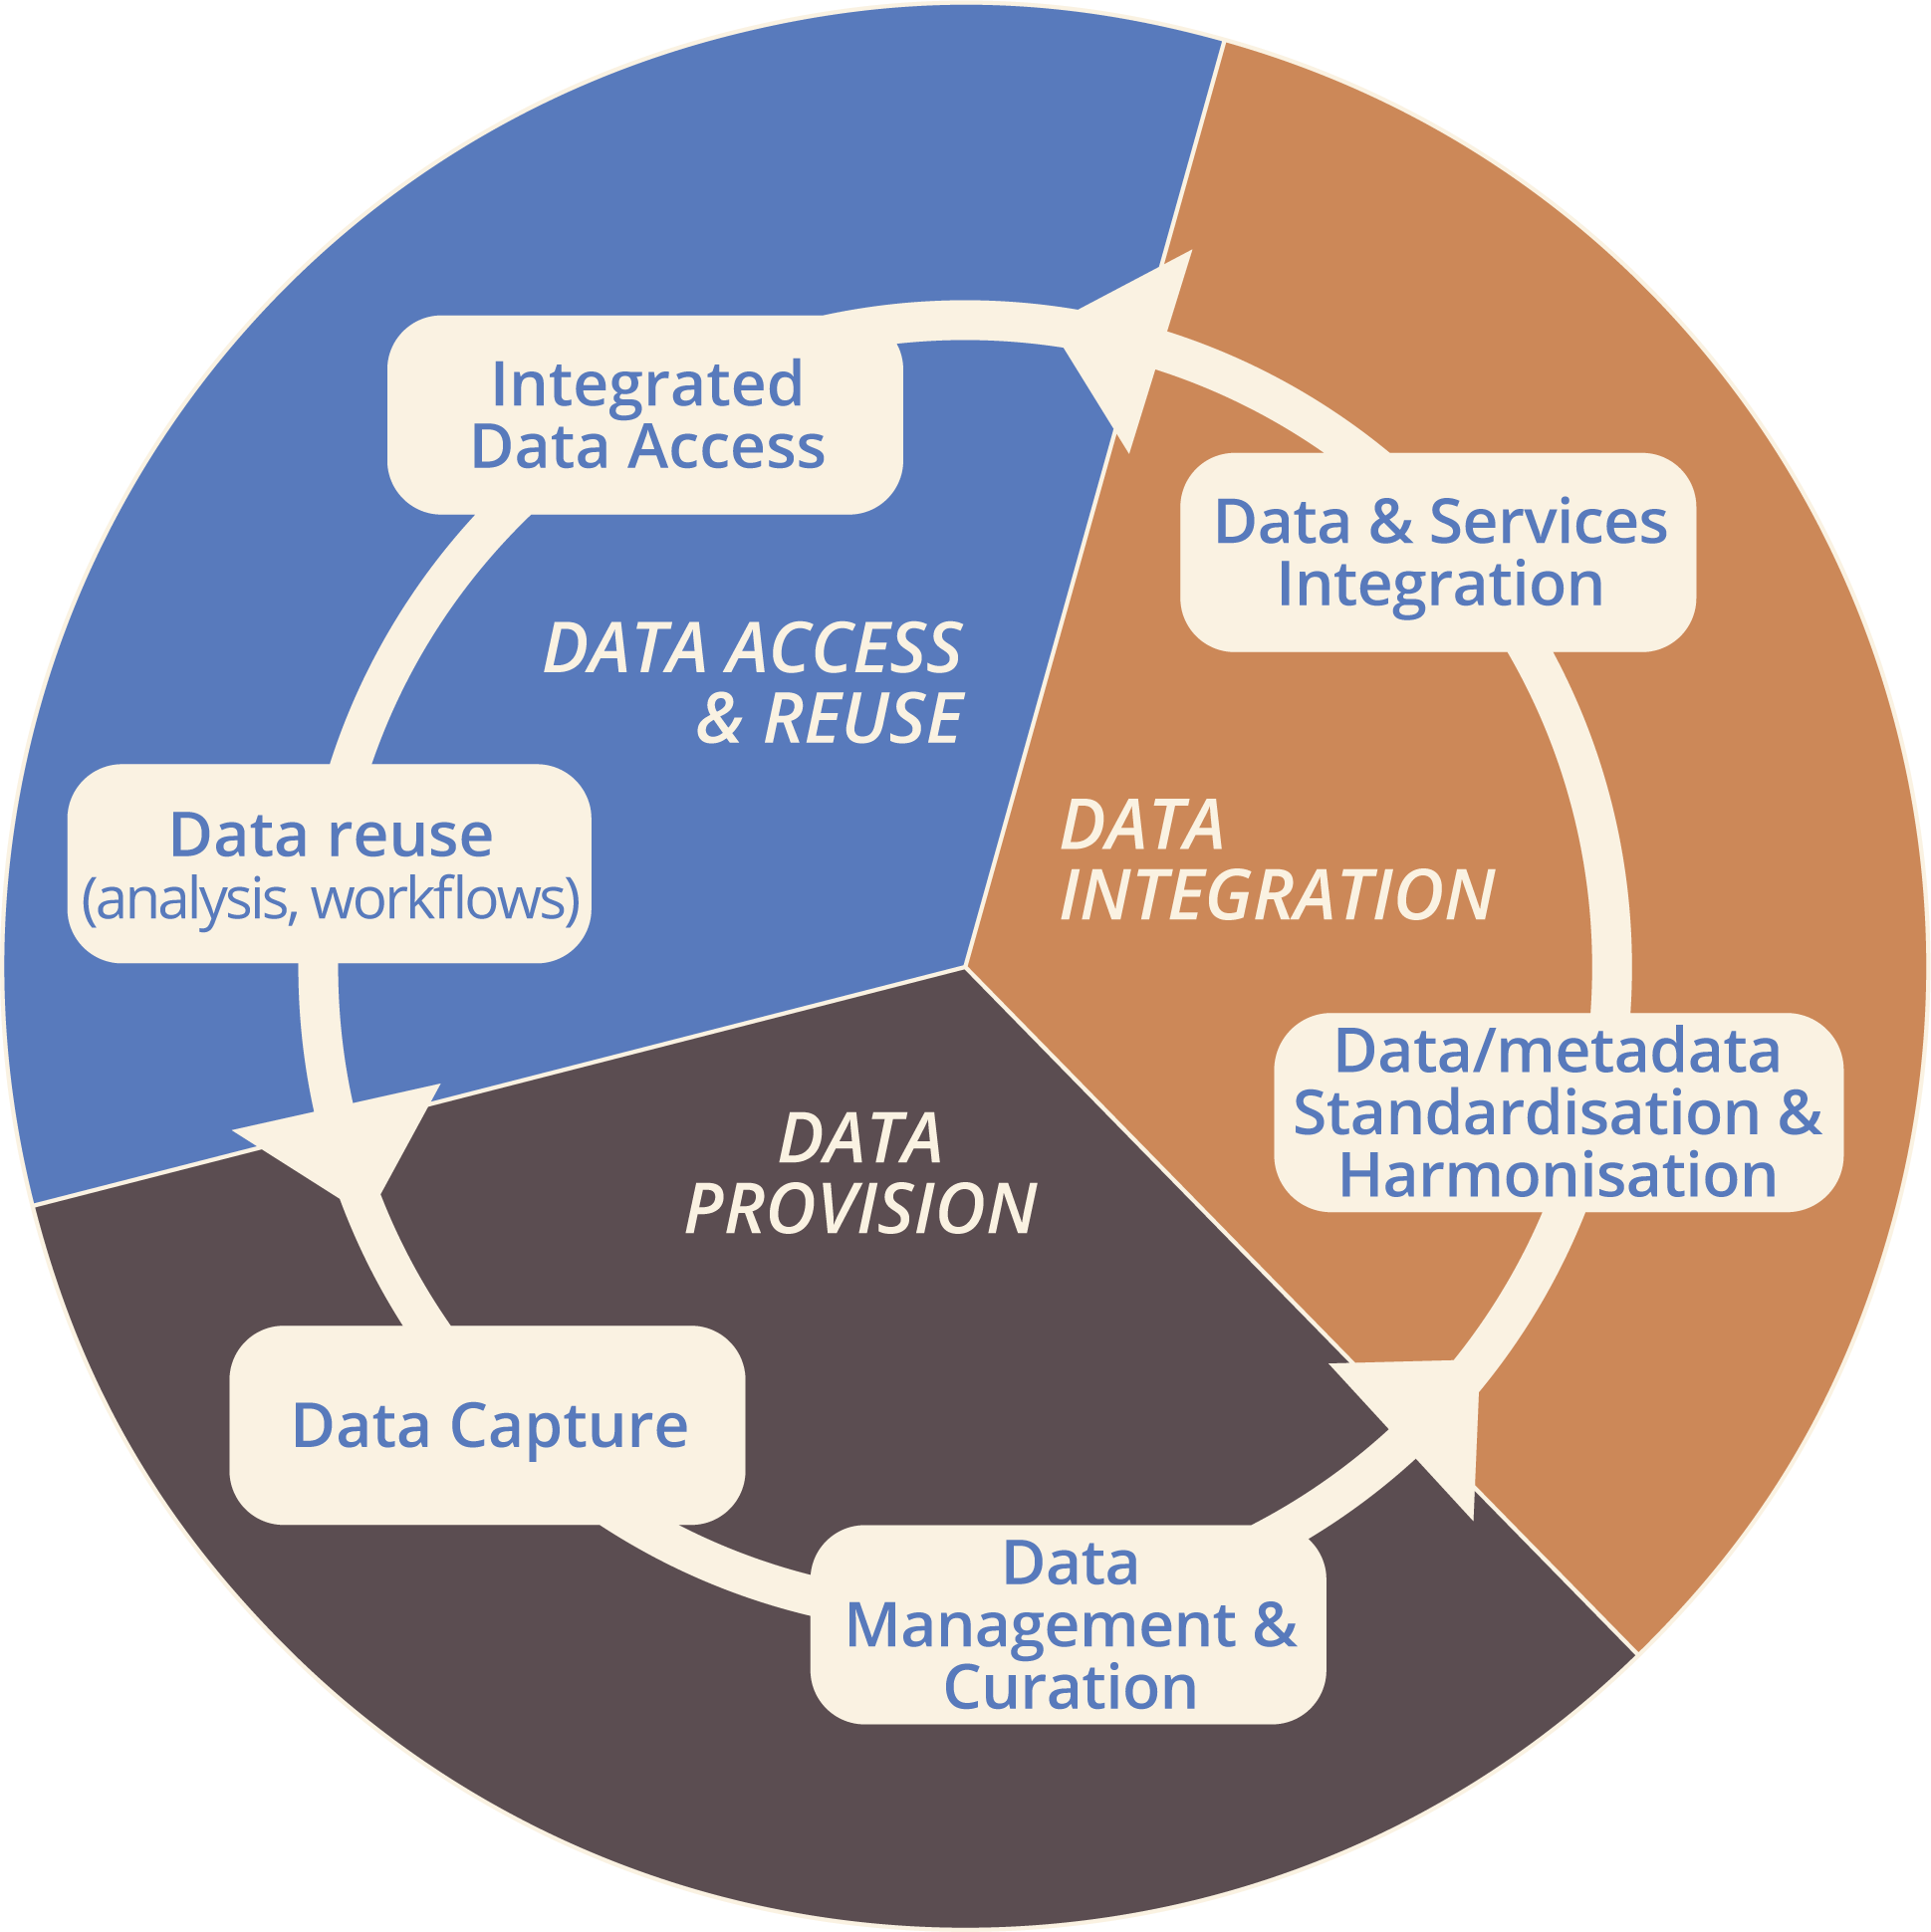 Integrated
Data Access
Data & Services
Integration
DATA ACCESS
& REUSE
DATA
INTEGRATION
Data reuse
(analysis, workflows)
Data/metadata
Standardisation &
Harmonisation
DATA
PROVISION
Data Capture
Data
Management &
Curation